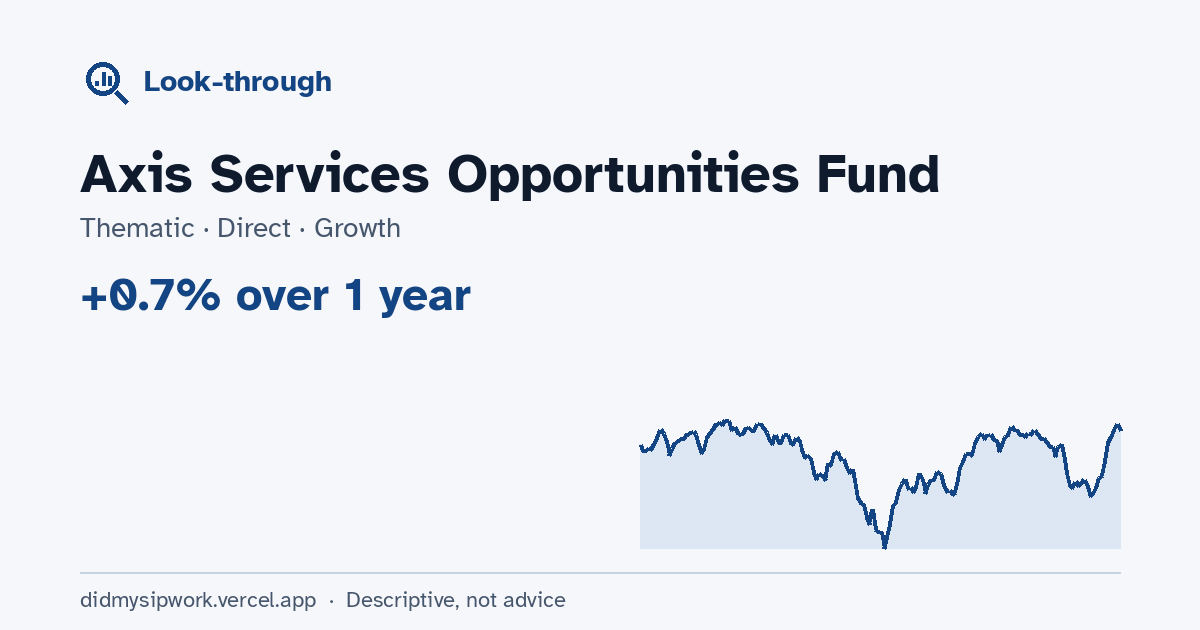 Look-through
Axis Services Opportunities Fund
Thematic · Direct · Growth
+0.7% over 1 year
didmysipwork.vercel.app · Descriptive, not advice